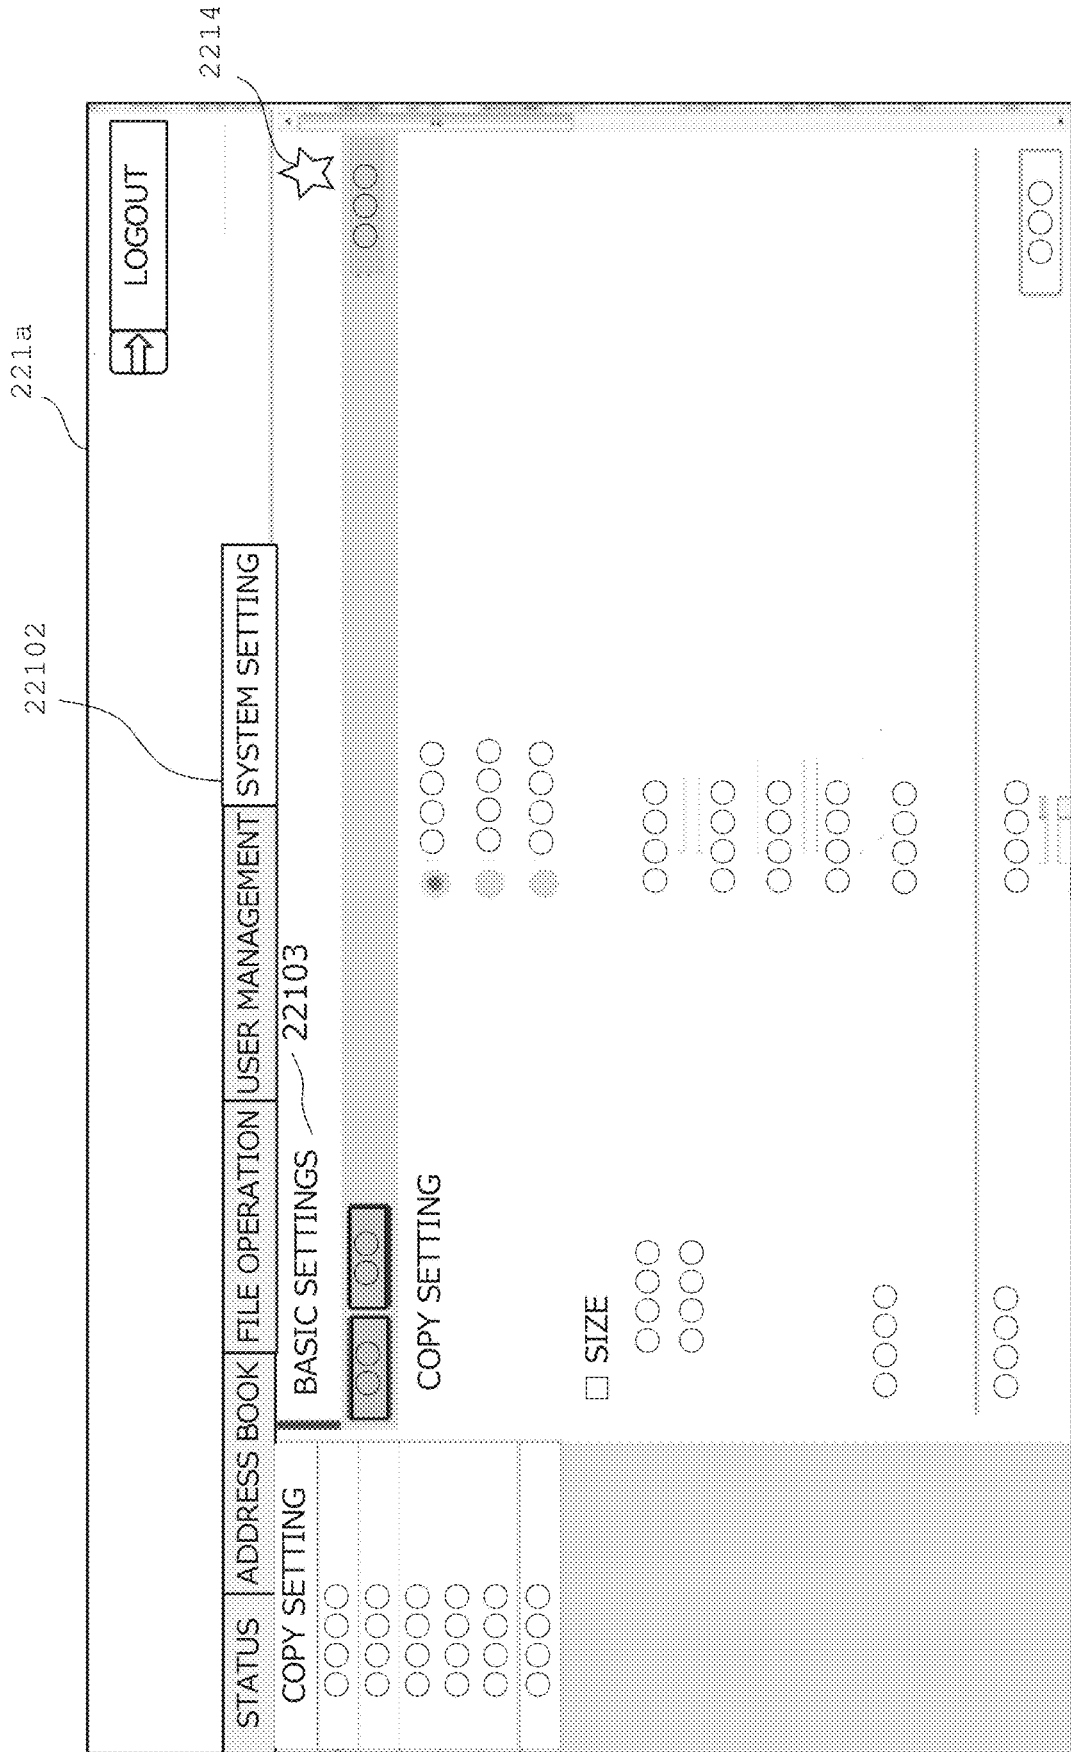 221a
2214
22102
LOGOUT
STATUS
ADDRESS BOOK
FILE OPERATION
USER MANAGEMENT
SYSTEM SETTING
COPY SETTING
BASIC SETTINGS
22103
○○○○
○○○○
○○○○
○○○○
○○○○
○○○○
○○
○○
○○○
COPY SETTING
○○○○
○○○○
○○○○
SIZE
○○○○
○○○○
○○○○
○○○○
○○○○
○○○○
○○○○
○○○○
○○○○
○○○○
○○○